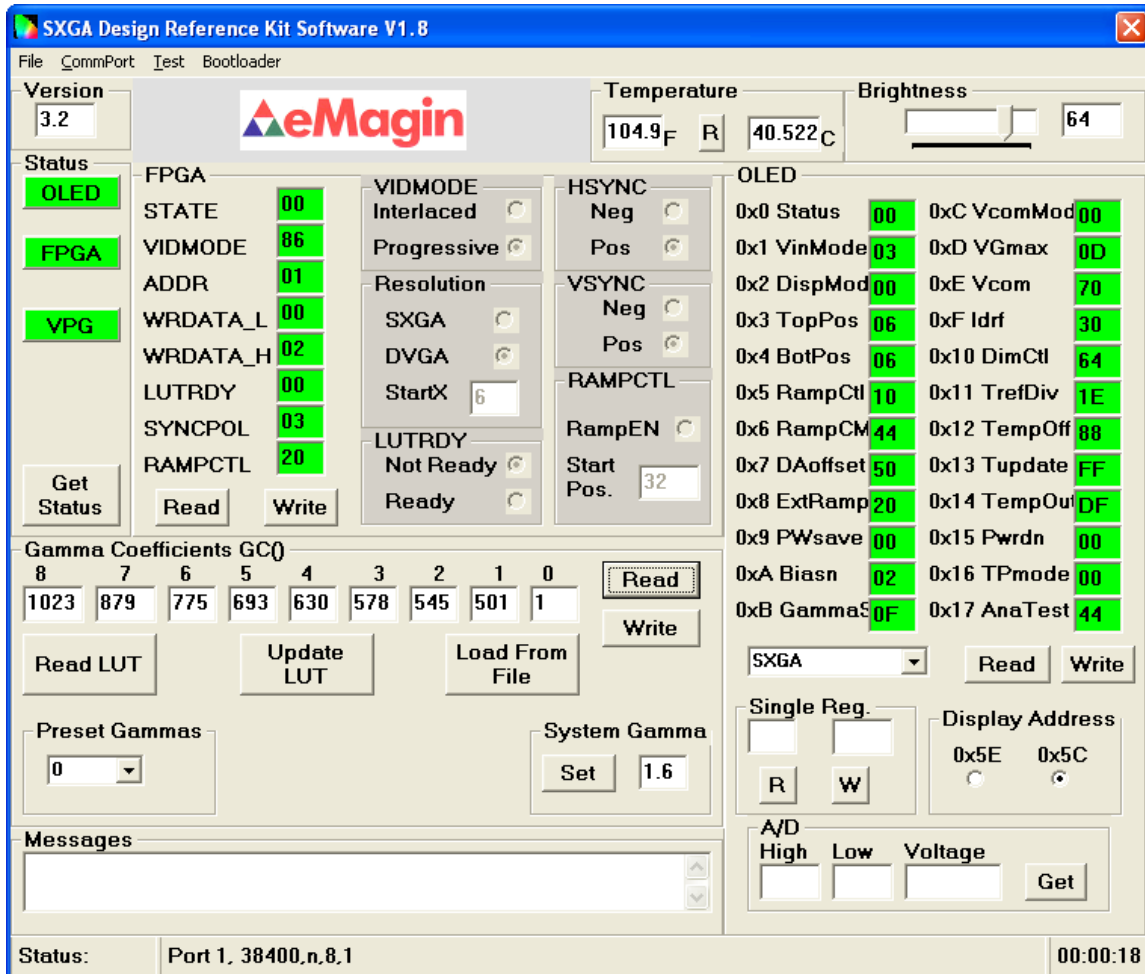 SXGA Design Reference Kit Software V1.8
File CommPort Test Bootloader
Version
3.2
eMagin
Temperature
104.9 F R 40.522 C
Brightness
64
Status
OLED
FPGA
VPG
Get Status
FPGA
STATE 00
VIDMODE 86
ADDR 01
WRDATA_L 00
WRDATA_H 02
LUTRDY 00
SYNCPOL 03
RAMPCTL 20
Read Write
VIDMODE
Interlaced
Progressive
Resolution
SXGA
DVGA
StartX 6
LUTRDY
Not Ready
Ready
HSYNC
Neg
Pos
VSYNC
Neg
Pos
RAMPCTL
RampEN
Start Pos. 32
OLED
0x0 Status 00 0xC VcomMod 00
0x1 VinMode 03 0xD VGmax 0D
0x2 DispMod 00 0xE Vcom 70
0x3 TopPos 06 0xF Idrf 30
0x4 BotPos 06 0x10 DimCtl 64
0x5 RampCtl 10 0x11 TrefDiv 1E
0x6 RampCM 44 0x12 TempOff 88
0x7 DAoffset 50 0x13 Tupdate FF
0x8 ExtRamp 20 0x14 TempOut DF
0x9 PWsave 00 0x15 Pwrdn 00
0xA Biasn 02 0x16 TPmode 00
0xB GammaS 0F 0x17 AnaTest 44
SXGA Read Write
Gamma Coefficients GC()
8 7 6 5 4 3 2 1 0
1023 879 775 693 630 578 545 501 1
Read
Write
Read LUT
Update LUT
Load From File
Preset Gammas
0
System Gamma
Set 1.6
Single Reg.
R W
Display Address
0x5E 0x5C
Messages
A/D
High Low Voltage
Get
Status: Port 1, 38400,n,8,1 00:00:18